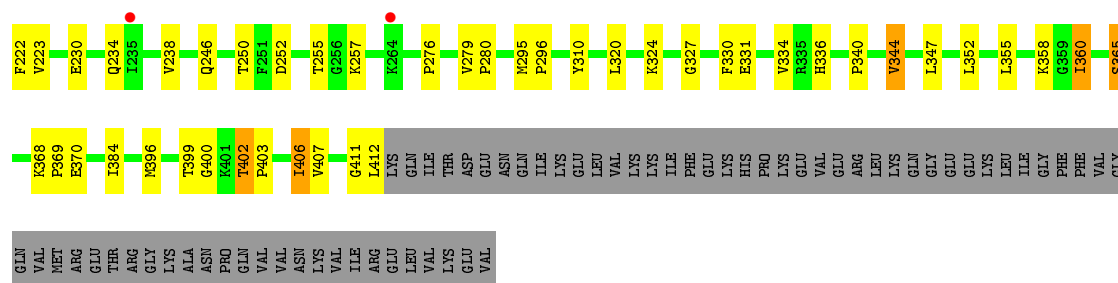 F222 V223 E230 Q234 I235 V238 Q246 T250 F251 D252 T255 G256 K257 K264 P276 V279 P280 M295 P296 Y310 L320 K324 G327 F330 E331 V334 R335 H336 P340 V344 L347 L352 L355 K358 G359 I360 S365
K368 P369 E370 I384 M396 T399 G400 K401 T402 P403 I406 V407 G411 L412 LYS GLN ILE THR ASP GLU ASN GLN ILE LYS GLU LEU VAL LYS LYS ILE PHE GLU LYS HIS PRO LYS GLU VAL GLU ARG LEU LYS GLN GLY GLU GLU GLU LYS LEU ILE GLY PHE PHE VAL GLY
GLN VAL MET ARG GLU THR ARG GLY LYS ALA ASN PRO GLN VAL VAL ASN LYS VAL ILE ARG GLU LEU VAL LYS GLU VAL